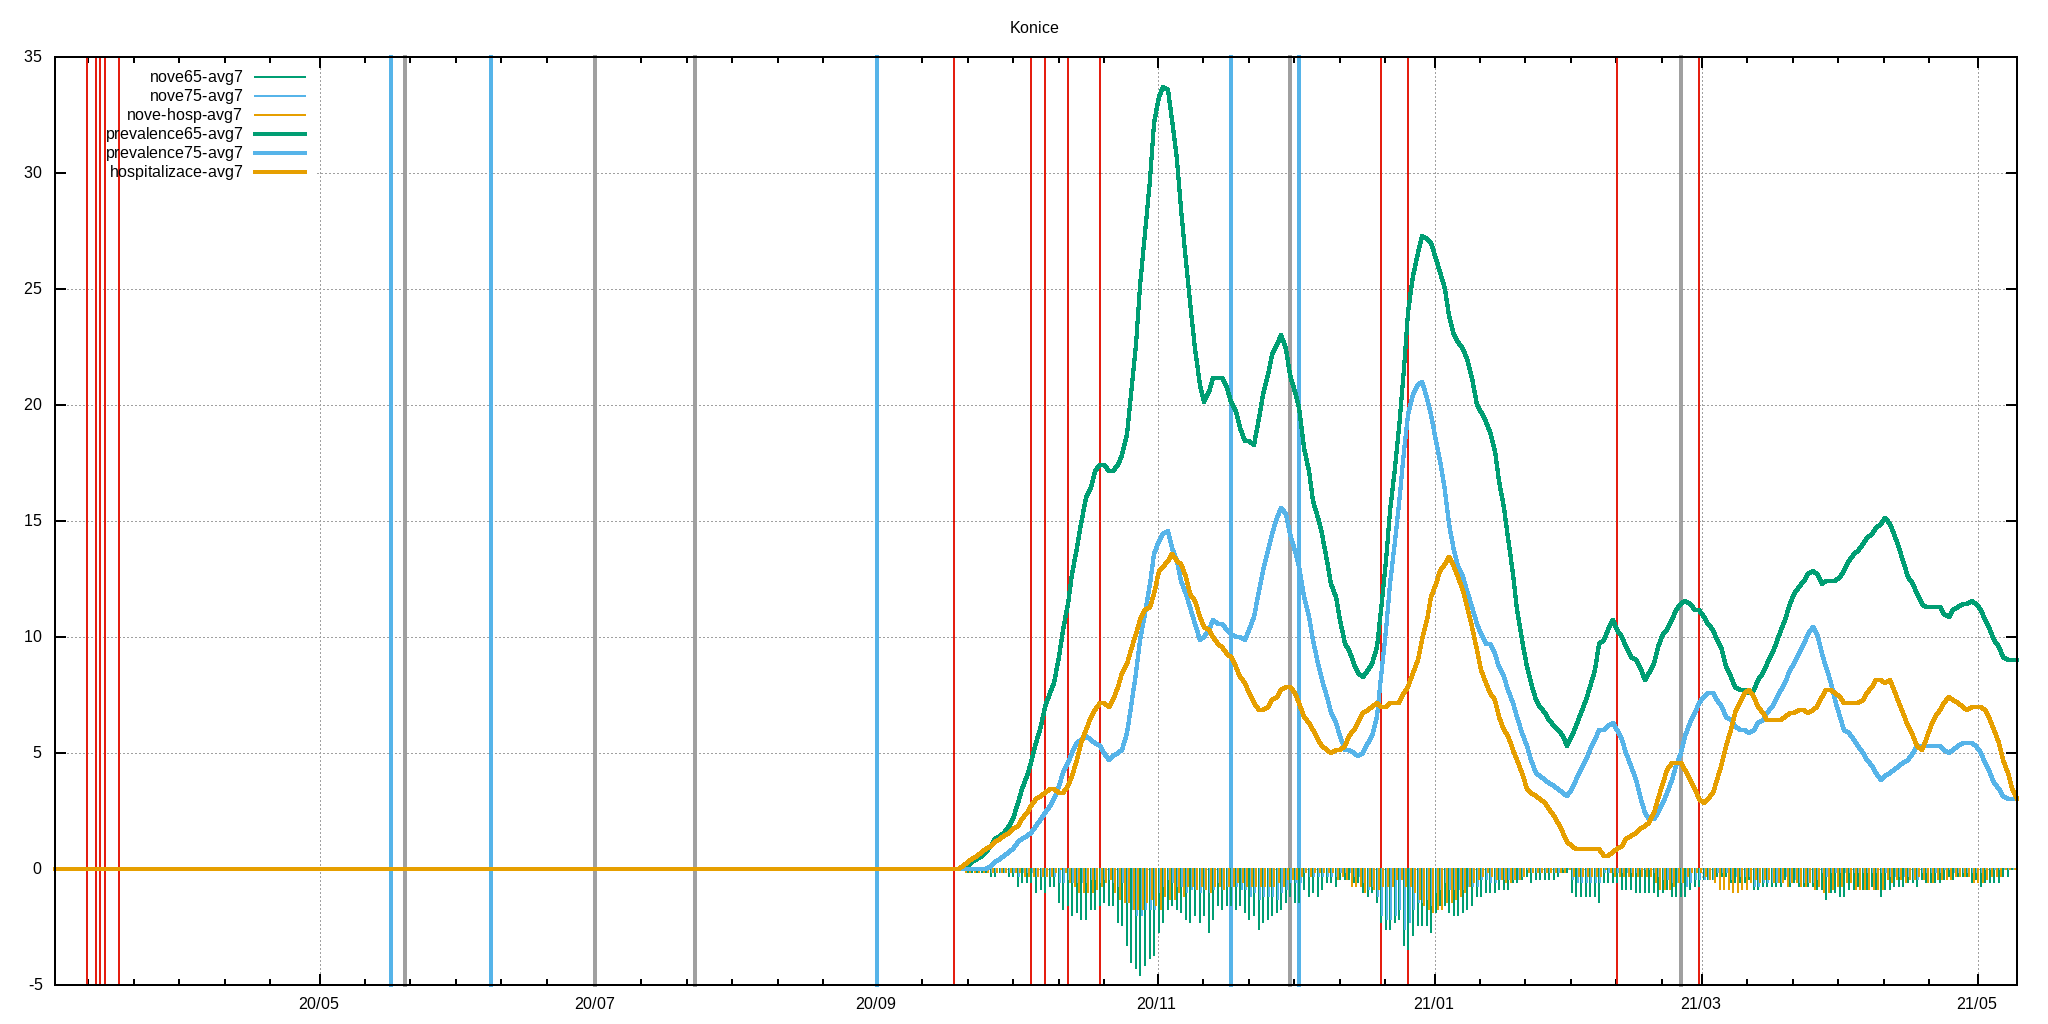 Konice
35
nove65-avg7
nove75-avg7
nove-hosp-avg7
prevalence65-avg7
prevalence75-avg7
hospitalizace-avg7
30
25
20
15
10
5
0
-5
20/05 20/07 20/09 20/11 21/01 21/03 21/05